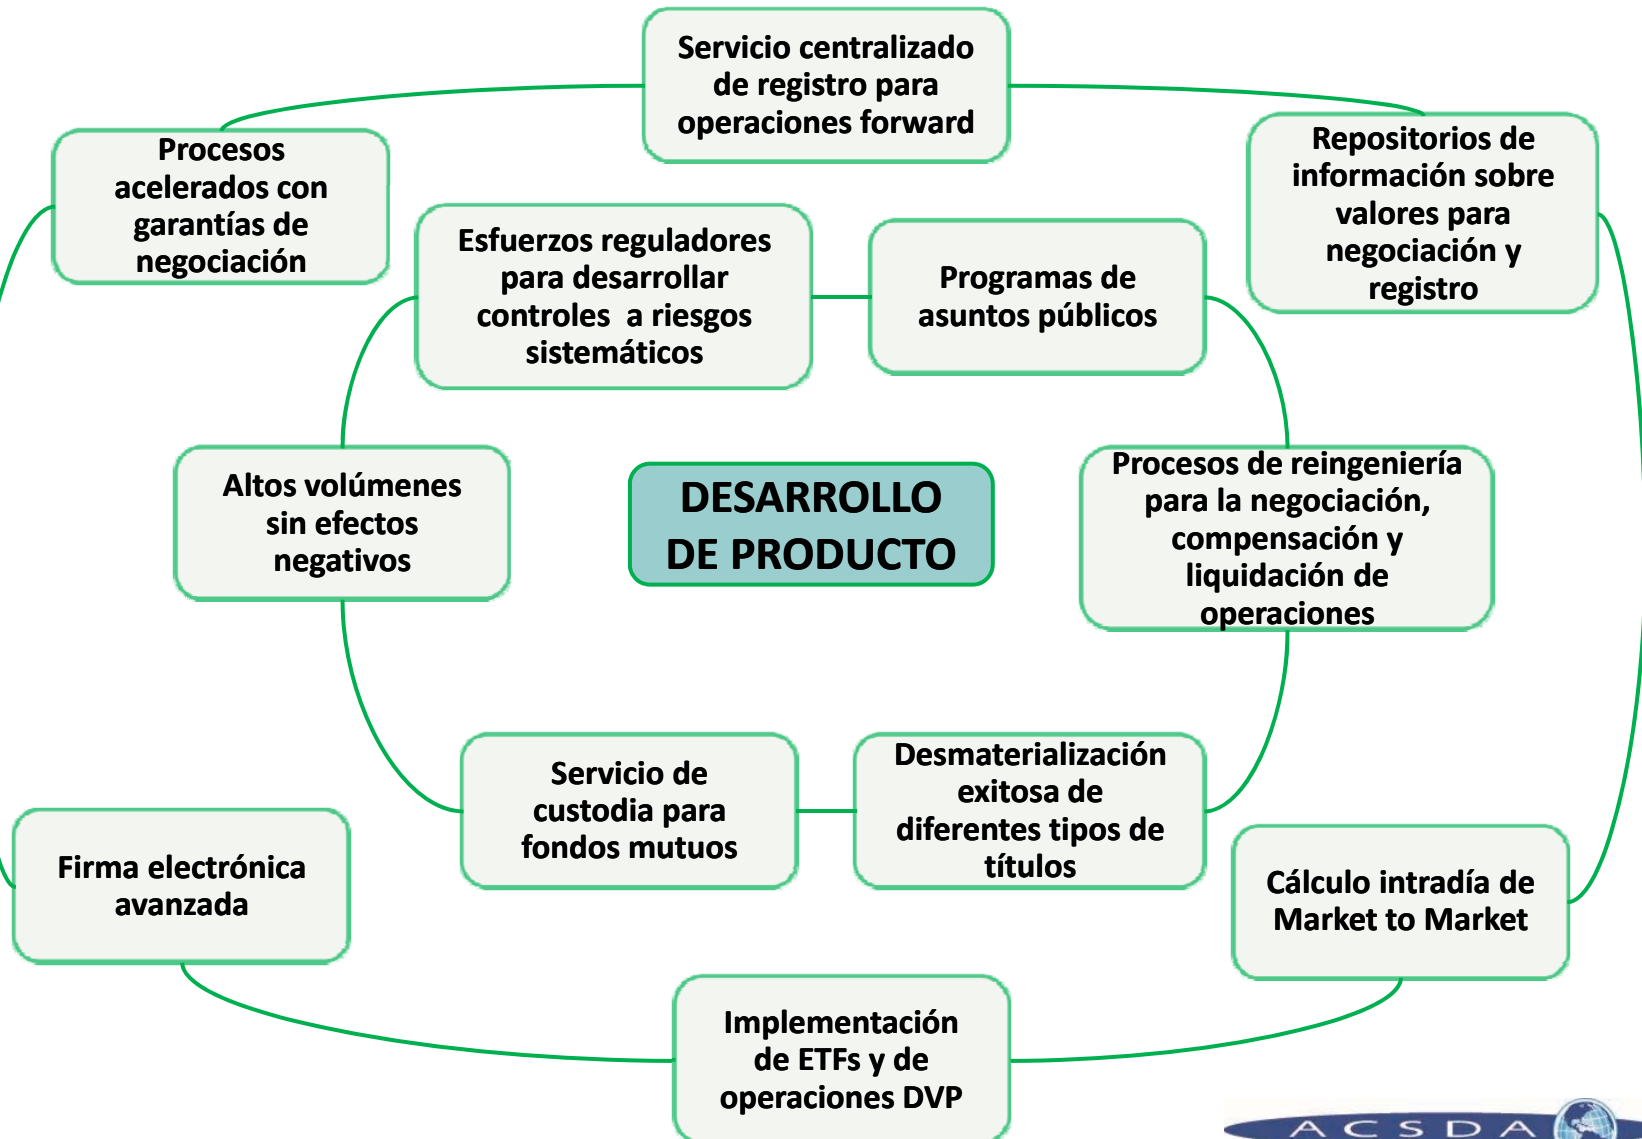 Servicio centralizado
de registro para
operaciones forward
Procesos
acelerados con
garantías de
negociación
Repositorios de
información sobre
valores para
negociación y
registro
Esfuerzos reguladores
para desarrollar
controles a riesgos
sistemáticos
Programas de
asuntos públicos
Altos volúmenes
sin efectos
negativos
DESARROLLO
DE PRODUCTO
Procesos de reingeniería
para la negociación,
compensación y
liquidación de
operaciones
Servicio de
custodia para
fondos mutuos
Desmaterialización
exitosa de
diferentes tipos de
títulos
Firma electrónica
avanzada
Cálculo intradía de
Market to Market
Implementación
de ETFs y de
operaciones DVP
ACSDA